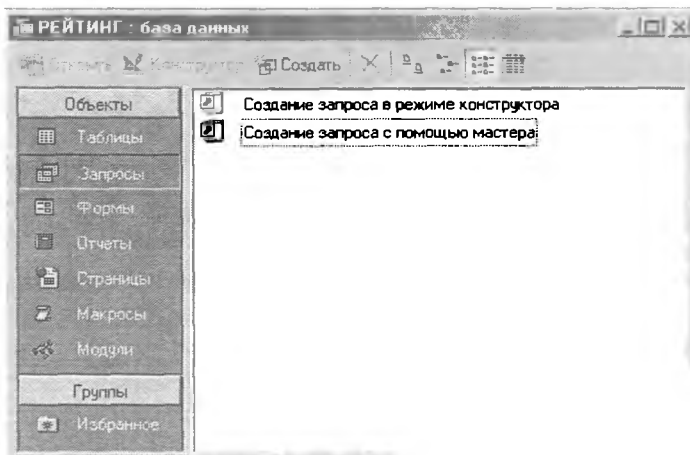 РЕЙТИНГ : база данных
Открыть Конструктор Создать
Объекты
Таблицы
Запросы
Формы
Отчеты
Страницы
Макросы
Модули
Группы
Избранное
Создание запроса в режиме конструктора
Создание запроса с помощью мастера